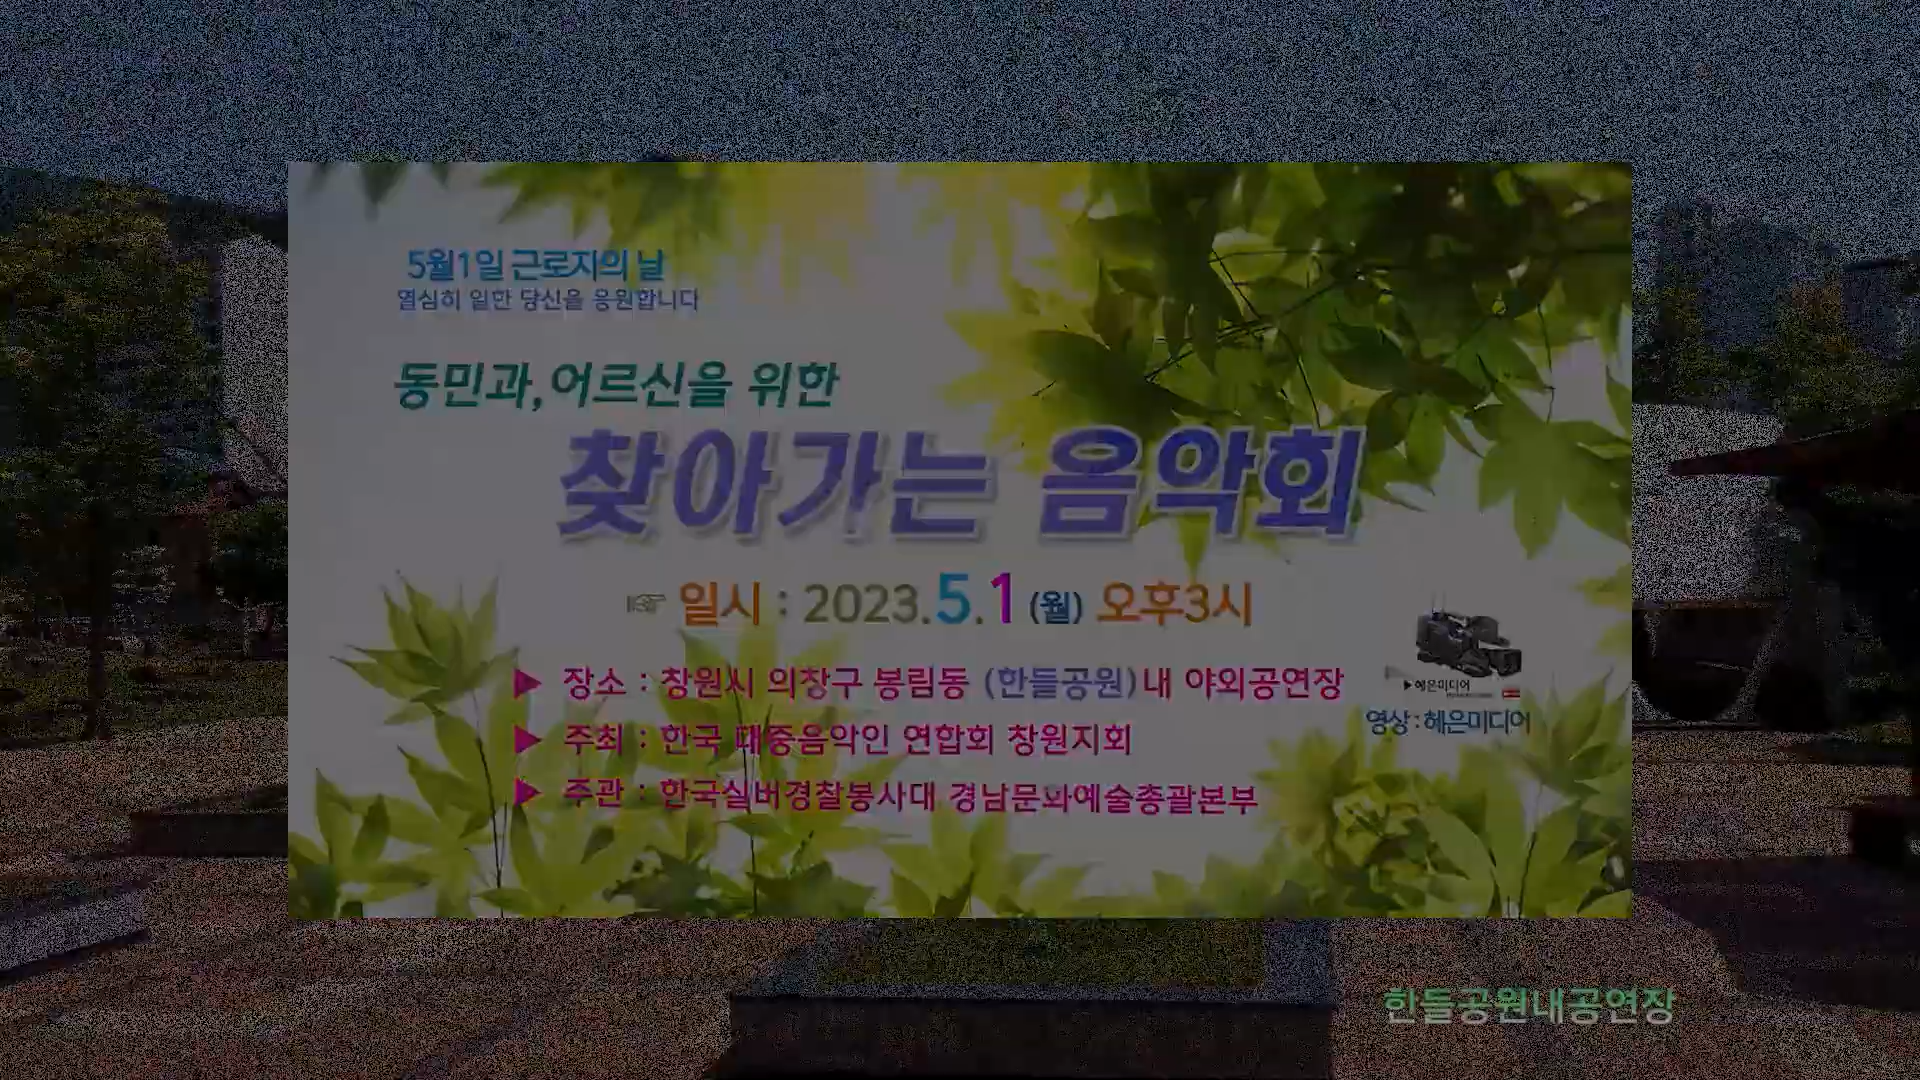 5월1일 근로자의 날
열심히 일한 당신을 응원합니다
동민과, 어르신을 위한
찾아가는 음악회
☞ 일시 : 2023.5.1 (월) 오후3시
▶ 장소 : 창원시 의창구 봉림동 (한들공원)내 야외공연장
▶ 주최 : 한국 대중음악인 연합회 창원지회
▶ 주관 : 한국실버경찰봉사대 경남문화예술총괄본부
▶혜은미디어
영상 : 혜은미디어
한들공원내공연장